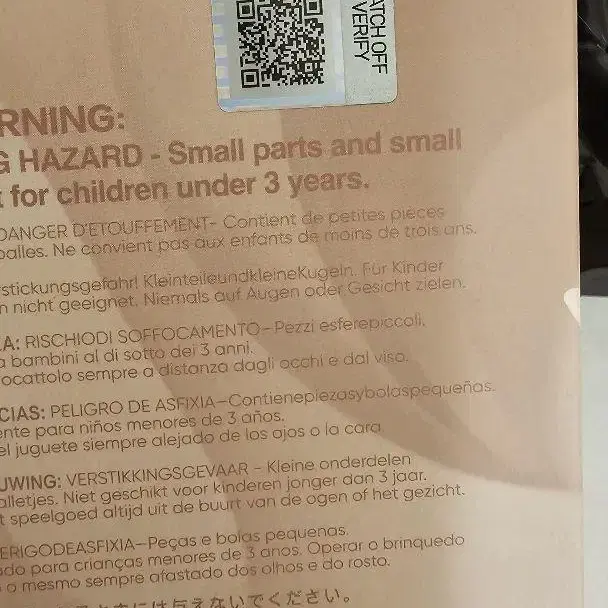 ATCH OFF
VERIFY
RNING:
G HAZARD - Small parts and small
t for children under 3 years.
DANGER D'ETOUFFEMENT- Contient de petites pièces
balles. Ne convient pas aux enfants de moins de trois ans.
rstickungsgefahr! KleinteileundkleineKugeln. Für Kinder
n nicht geeignet. Niemals auf Augen oder Gesicht zielen.
A: RISCHIODI SOFFOCAMENTO-Pezzi esferepiccoli,
a bambini al di sotto dei 3 anni.
ocattolo sempre a distanza dagli occhi e dal viso.
CIAS: PELIGRO DE ASFIXIA-Contienepiezasybolaspequeñas.
ente para niños menores de 3 años.
el juguete siempre alejado de los ojos o la cara
UWING: VERSTIKKINGSGEVAAR - Kleine onderdelen
alletjes. Niet geschikt voor kinderen jonger dan 3 jaar.
t speelgoed altijd uit de buurt van de ogen of het gezicht.
ERIGODEASFIXIA-Peças e bolas pequenas.
ado para crianças menores de 3 anos. Operar o brinquedo
o mesmo sempre afastado dos olhos e do rosto.
には与えないでください。